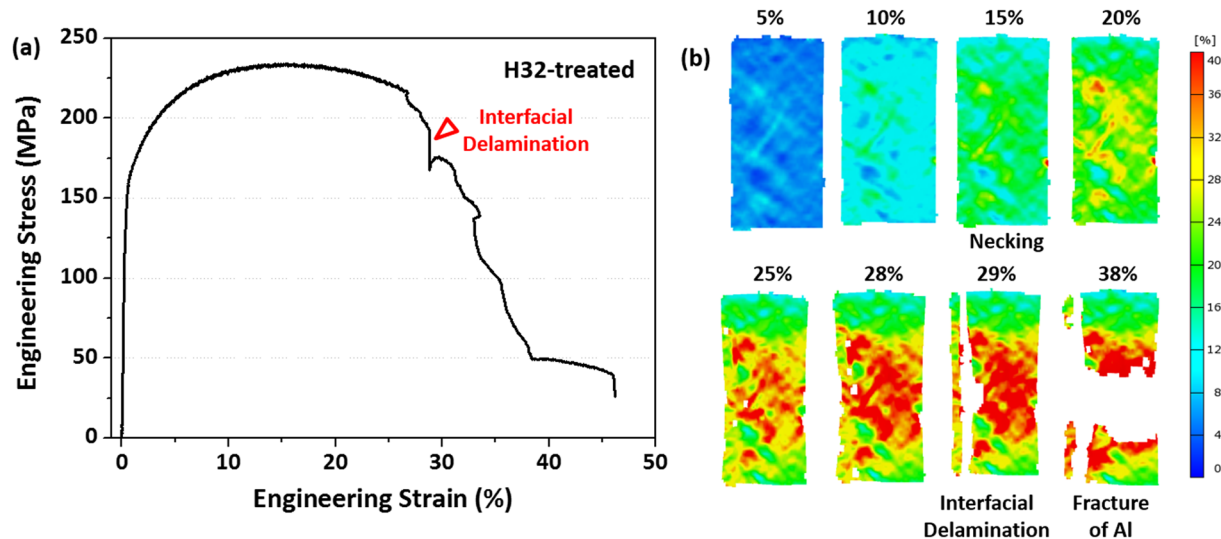 (a)
250
200
150
100
50
0
Engineering Stress (MPa)
H32-treated
Interfacial
Delamination
0
10
20
30
40
50
Engineering Strain (%)
(b)
5%
10%
15%
20%
Necking
25%
28%
29%
38%
Interfacial
Delamination
Fracture
of Al
[%]
40
36
32
28
24
20
16
12
8
4
0